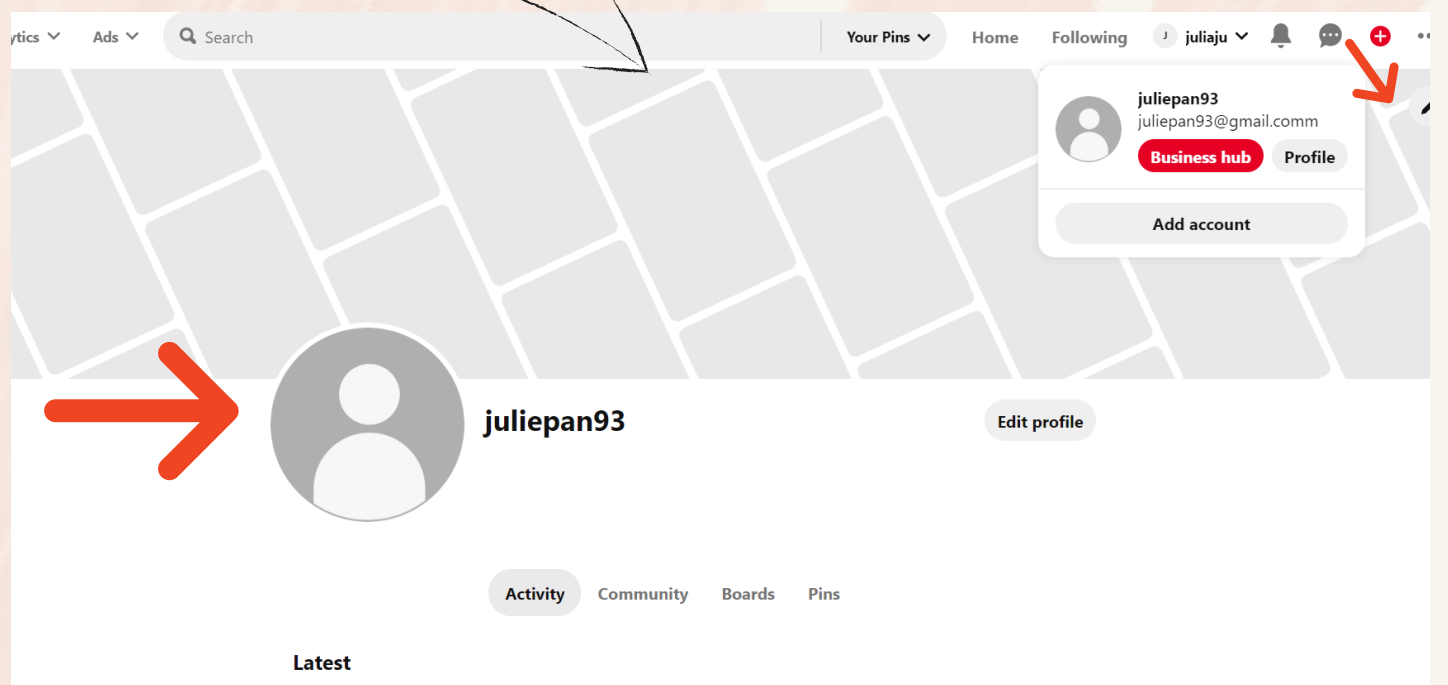 ytics Ads Search Your Pins Home Following J juliaju
juliepan93
juliepan93@gmail.comm
Business hub Profile
Add account
juliepan93
Edit profile
Activity Community Boards Pins
Latest